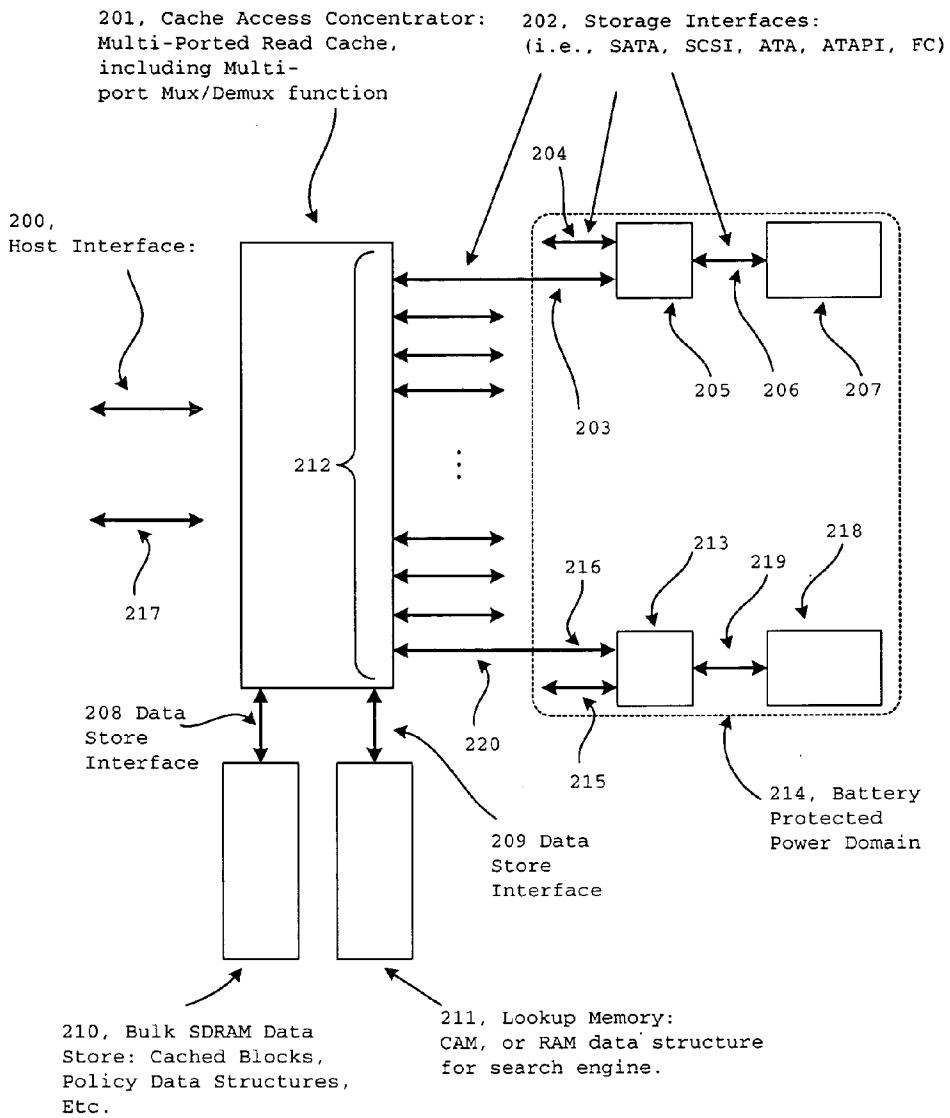 201, Cache Access Concentrator:
Multi-Ported Read Cache,
including Multi-
port Mux/Demux function
202, Storage Interfaces:
(i.e., SATA, SCSI, ATA, ATAPI, FC)
204
200,
Host Interface:
205
206
207
203
212
217
216
213
219
218
208 Data
Store
Interface
220
215
209 Data
Store
Interface
214, Battery
Protected
Power Domain
210, Bulk SDRAM Data
Store: Cached Blocks,
Policy Data Structures,
Etc.
211, Lookup Memory:
CAM, or RAM data structure
for search engine.